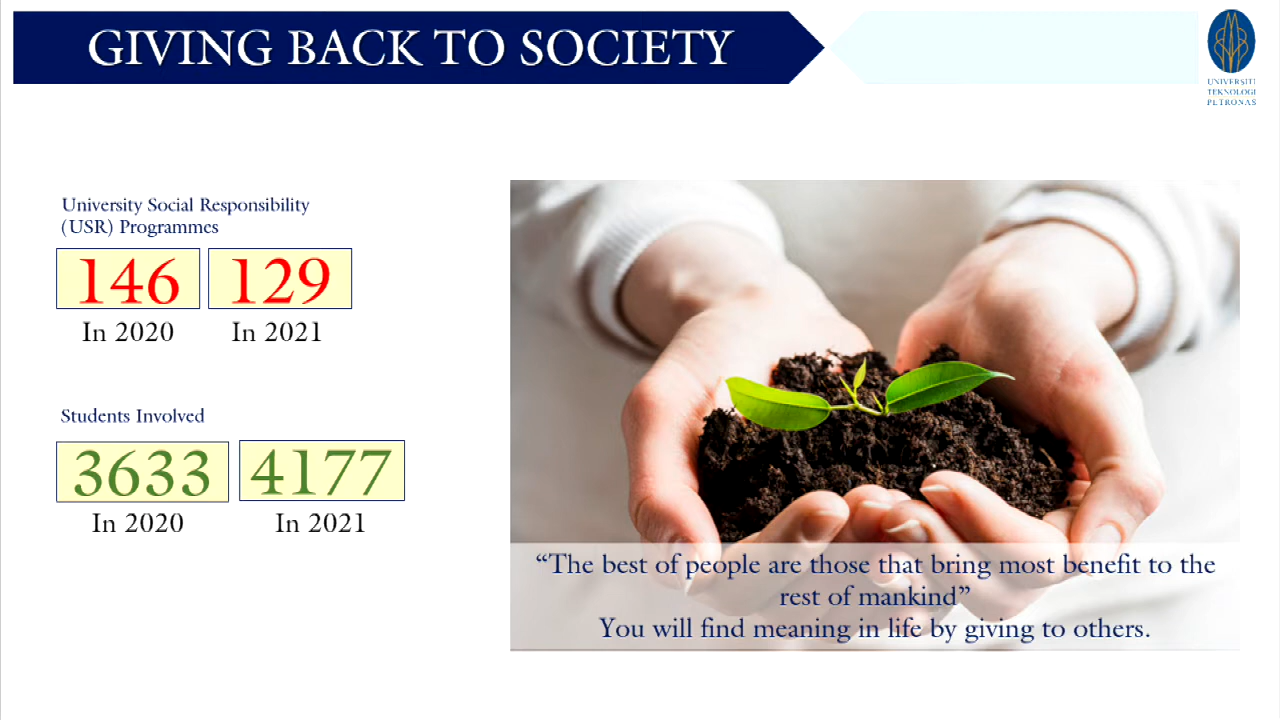 GIVING BACK TO SOCIETY
UNIVERSITI
TEKNOLOGI
PETRONAS
University Social Responsibility
(USR) Programmes
146 129
In 2020 In 2021
Students Involved
3633 4177
In 2020 In 2021
“The best of people are those that bring most benefit to the
rest of mankind”
You will find meaning in life by giving to others.